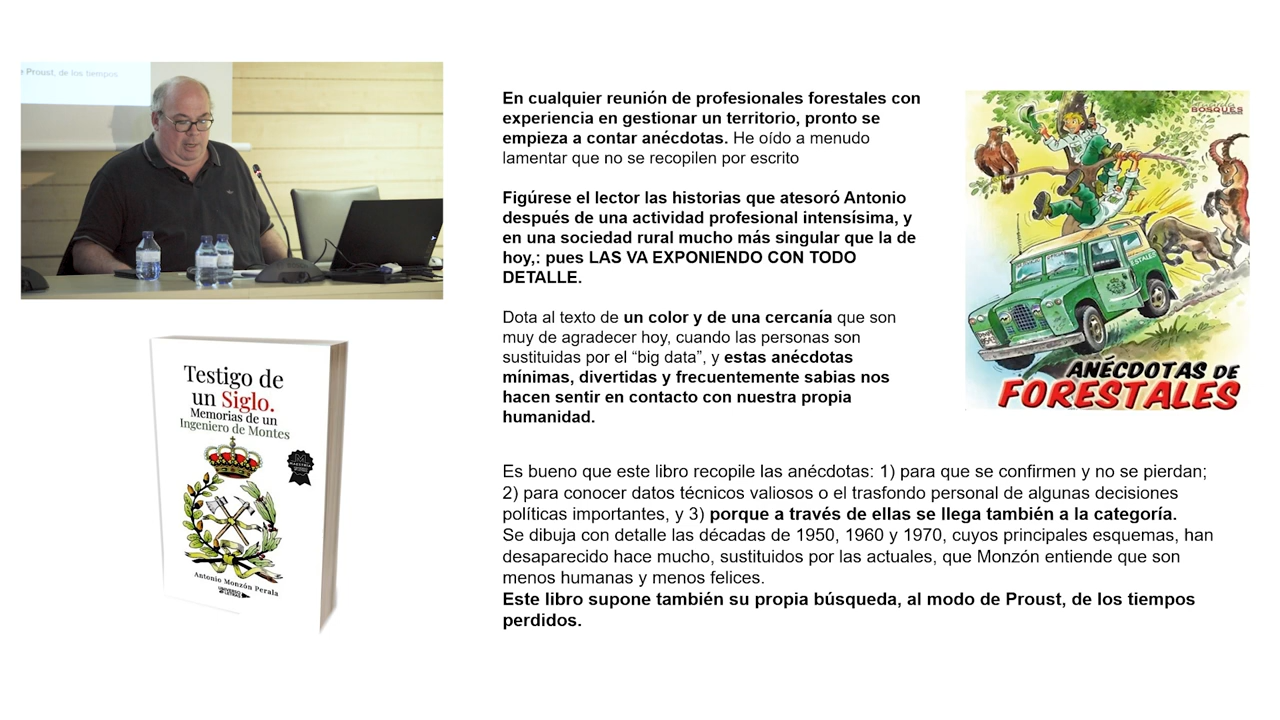 e Proust, de los tiempos
En cualquier reunión de profesionales forestales con
experiencia en gestionar un territorio, pronto se
empieza a contar anécdotas. He oído a menudo
lamentar que no se recopilen por escrito
Figúrese el lector las historias que atesoró Antonio
después de una actividad profesional intensísima, y
en una sociedad rural mucho más singular que la de
hoy,: pues LAS VA EXPONIENDO CON TODO
DETALLE.
Dota al texto de un color y de una cercanía que son
muy de agradecer hoy, cuando las personas son
sustituidas por el “big data”, y estas anécdotas
mínimas, divertidas y frecuentemente sabias nos
hacen sentir en contacto con nuestra propia
humanidad.
BOSQUES
ANÉCDOTAS DE
FORESTALES
Testigo de
un Siglo.
Memorias de un
Ingeniero de Montes
Antonio Monzón Perala
UNIVERSO
DE LETRAS
Es bueno que este libro recopile las anécdotas: 1) para que se confirmen y no se pierdan;
2) para conocer datos técnicos valiosos o el trasfondo personal de algunas decisiones
políticas importantes, y 3) porque a través de ellas se llega también a la categoría.
Se dibuja con detalle las décadas de 1950, 1960 y 1970, cuyos principales esquemas, han
desaparecido hace mucho, sustituidos por las actuales, que Monzón entiende que son
menos humanas y menos felices.
Este libro supone también su propia búsqueda, al modo de Proust, de los tiempos
perdidos.